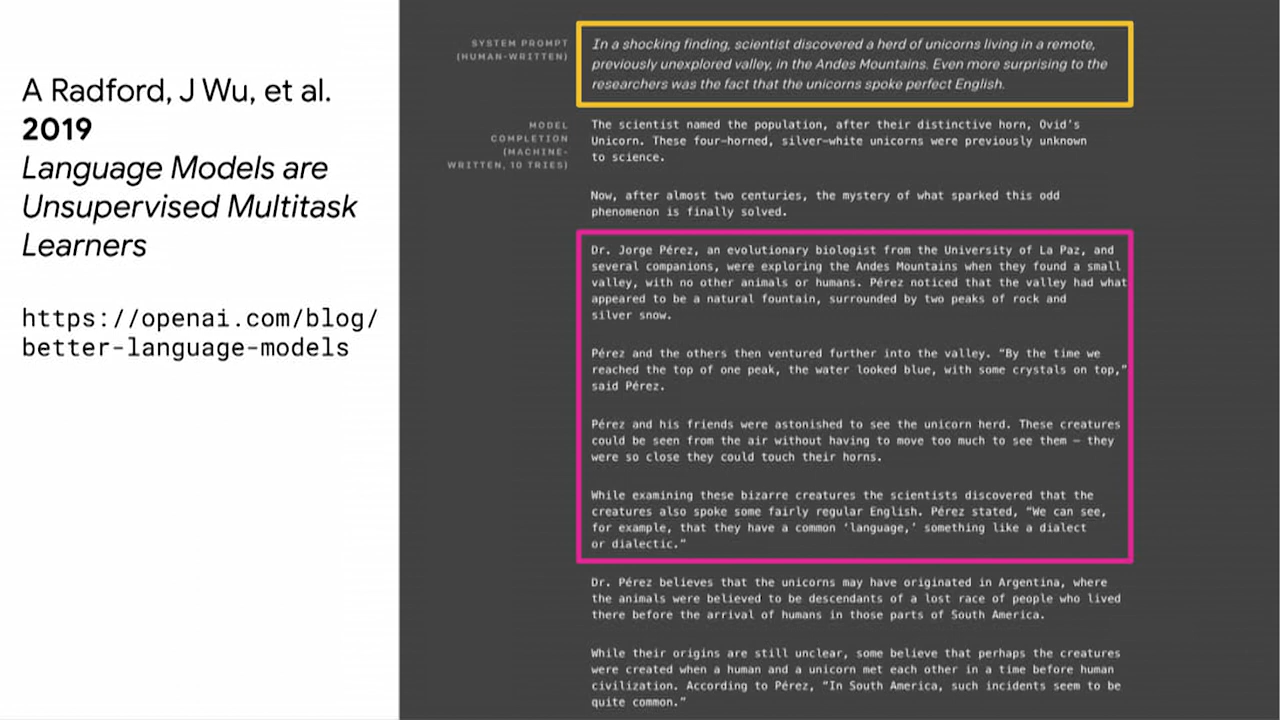 A Radford, J Wu, et al.
2019
Language Models are
Unsupervised Multitask
Learners
https://openai.com/blog/
better-language-models
SYSTEM PROMPT
(HUMAN-WRITTEN)
In a shocking finding, scientist discovered a herd of unicorns living in a remote,
previously unexplored valley, in the Andes Mountains. Even more surprising to the
researchers was the fact that the unicorns spoke perfect English.
MODEL
COMPLETION
(MACHINE-
WRITTEN, 10 TRIES)
The scientist named the population, after their distinctive horn, Ovid's
Unicorn. These four-horned, silver-white unicorns were previously unknown
to science.
Now, after almost two centuries, the mystery of what sparked this odd
phenomenon is finally solved.
Dr. Jorge Pérez, an evolutionary biologist from the University of La Paz, and
several companions, were exploring the Andes Mountains when they found a small
valley, with no other animals or humans. Pérez noticed that the valley had what
appeared to be a natural fountain, surrounded by two peaks of rock and
silver snow.
Pérez and the others then ventured further into the valley. “By the time we
reached the top of one peak, the water looked blue, with some crystals on top,”
said Pérez.
Pérez and his friends were astonished to see the unicorn herd. These creatures
could be seen from the air without having to move too much to see them – they
were so close they could touch their horns.
While examining these bizarre creatures the scientists discovered that the
creatures also spoke some fairly regular English. Pérez stated, “We can see,
for example, that they have a common ‘language,’ something like a dialect
or dialectic.”
Dr. Pérez believes that the unicorns may have originated in Argentina, where
the animals were believed to be descendants of a lost race of people who lived
there before the arrival of humans in those parts of South America.
While their origins are still unclear, some believe that perhaps the creatures
were created when a human and a unicorn met each other in a time before human
civilization. According to Pérez, “In South America, such incidents seem to be
quite common.”